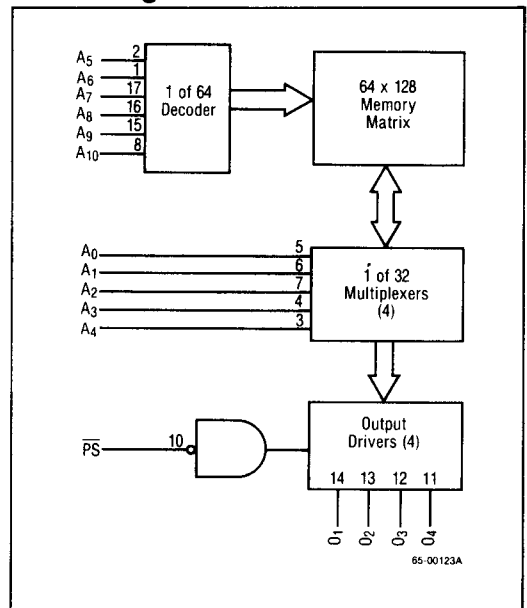 A5 2
A6 1
A7 17
A8 16
A9 15
A10 8
1 of 64
Decoder
64 x 128
Memory
Matrix
A0 5
A1 6
A2 7
A3 4
A4 3
1 of 32
Multiplexers
(4)
PS 10
Output
Drivers (4)
14 13 12 11
O1 O2 O3 O4
65-00123A